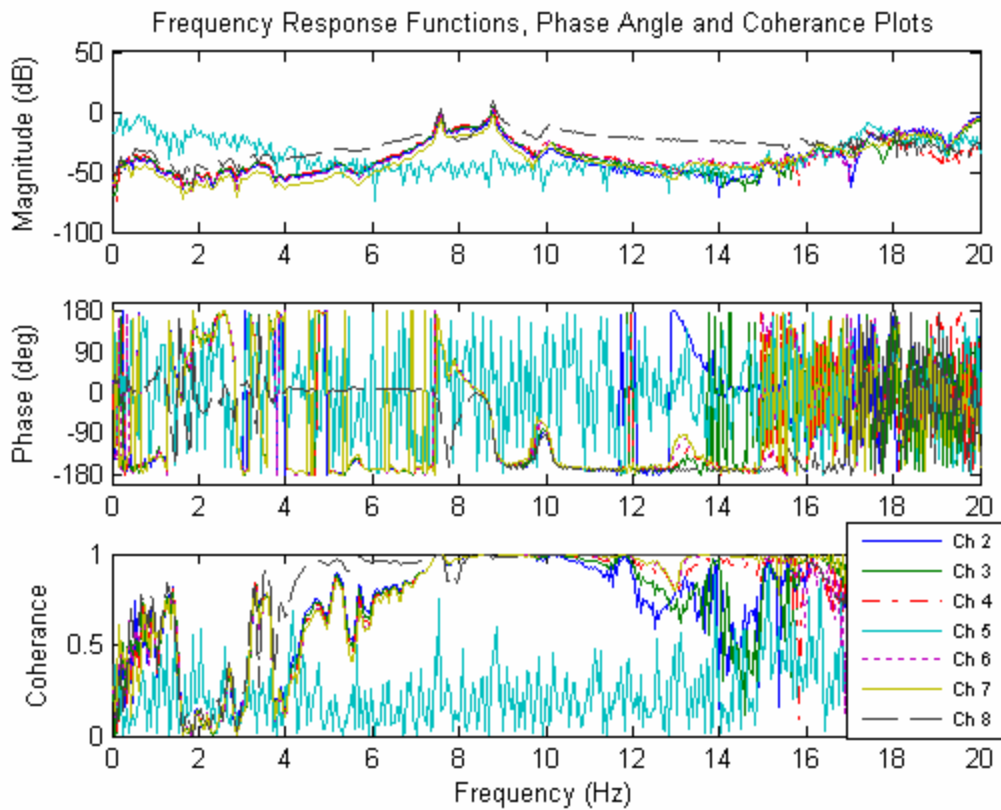 Frequency Response Functions, Phase Angle and Coherance Plots
Magnitude (dB)
50
0
-50
-100
0 2 4 6 8 10 12 14 16 18 20
Phase (deg)
180
90
0
-90
-180
0 2 4 6 8 10 12 14 16 18 20
Coherance
1
0.5
0
0 2 4 6 8 10 12 14 16 18 20
Frequency (Hz)
Ch 2
Ch 3
Ch 4
Ch 5
Ch 6
Ch 7
Ch 8